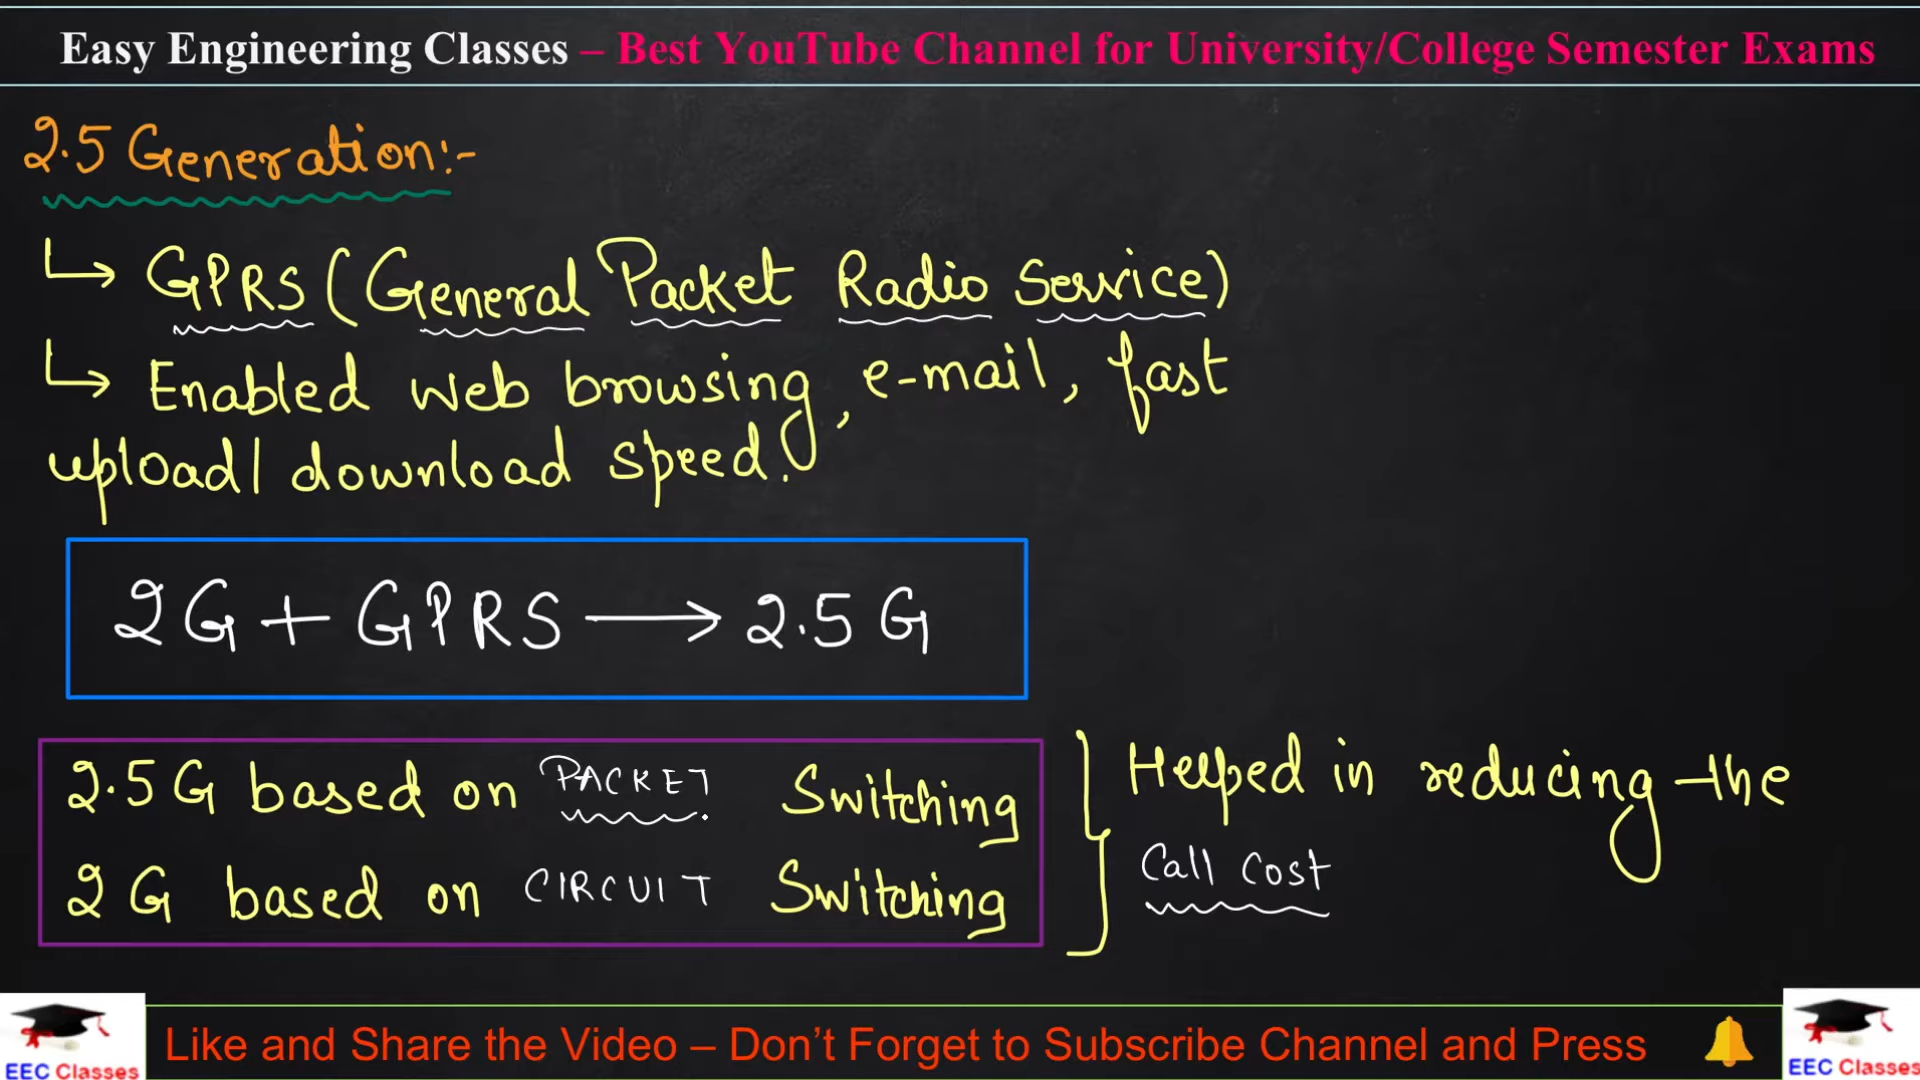 Easy Engineering Classes – Best YouTube Channel for University/College Semester Exams
2.5 Generation:-
↳ GPRS (General Packet Radio Service)
↳ Enabled web browsing, e-mail, fast
upload/ download speed.
2G + GPRS → 2.5 G
2.5 G based on PACKET Switching
2 G based on CIRCUIT Switching
Helped in reducing the
Call Cost
Like and Share the Video – Don't Forget to Subscribe Channel and Press
EEC Classes
EEC Classes